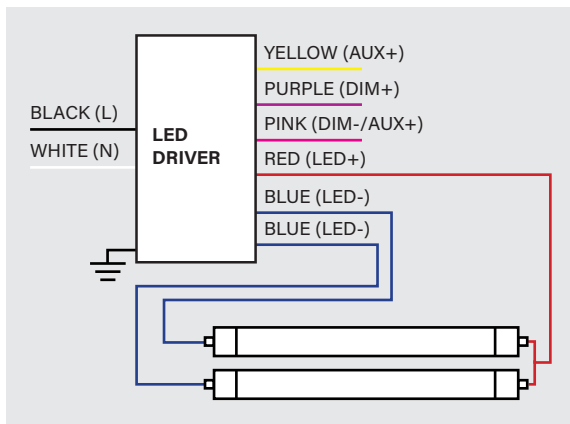 YELLOW (AUX+)
PURPLE (DIM+)
BLACK (L)
PINK (DIM-/AUX+)
LED
DRIVER
WHITE (N)
RED (LED+)
BLUE (LED-)
BLUE (LED-)